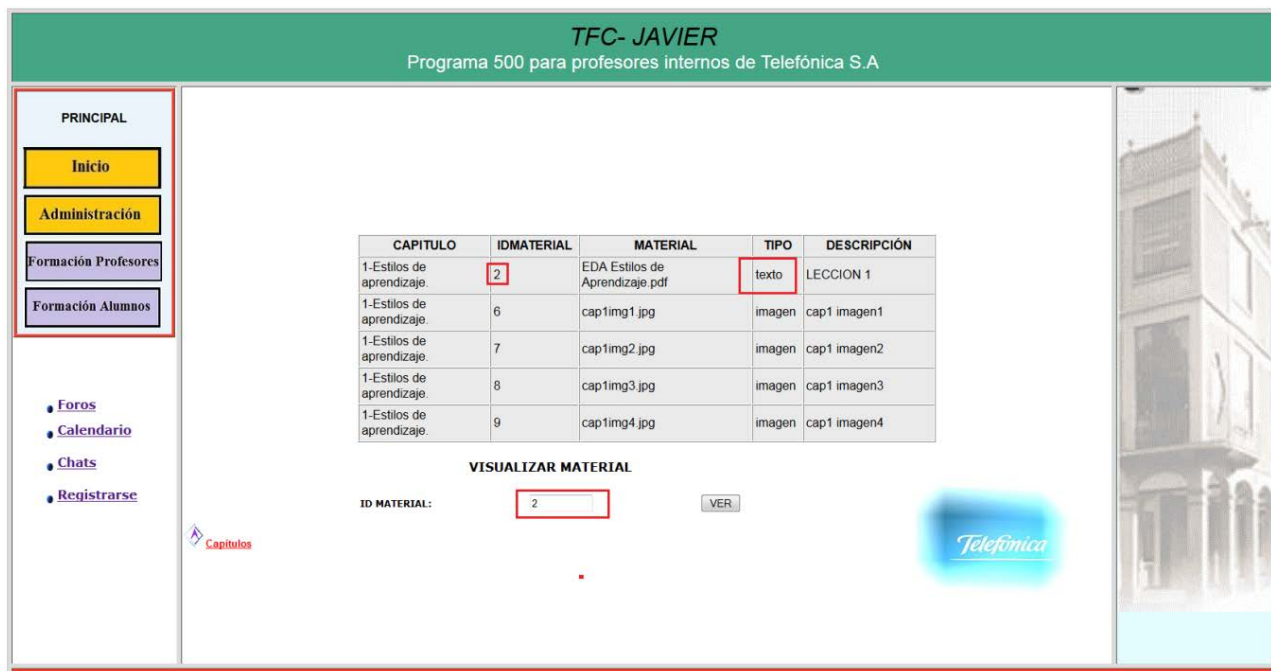 TFC- JAVIER
Programa 500 para profesores internos de Telefónica S.A
PRINCIPAL
Inicio
Administración
Formación Profesores
Formación Alumnos
Foros
Calendario
Chats
Registrarse
CAPITULO IDMATERIAL MATERIAL TIPO DESCRIPCIÓN
1-Estilos de aprendizaje. 2 EDA Estilos de Aprendizaje.pdf texto LECCION 1
1-Estilos de aprendizaje. 6 cap1img1.jpg imagen cap1 imagen1
1-Estilos de aprendizaje. 7 cap1img2.jpg imagen cap1 imagen2
1-Estilos de aprendizaje. 8 cap1img3.jpg imagen cap1 imagen3
1-Estilos de aprendizaje. 9 cap1img4.jpg imagen cap1 imagen4
VISUALIZAR MATERIAL
ID MATERIAL: 2 VER
Capítulos
Telefónica